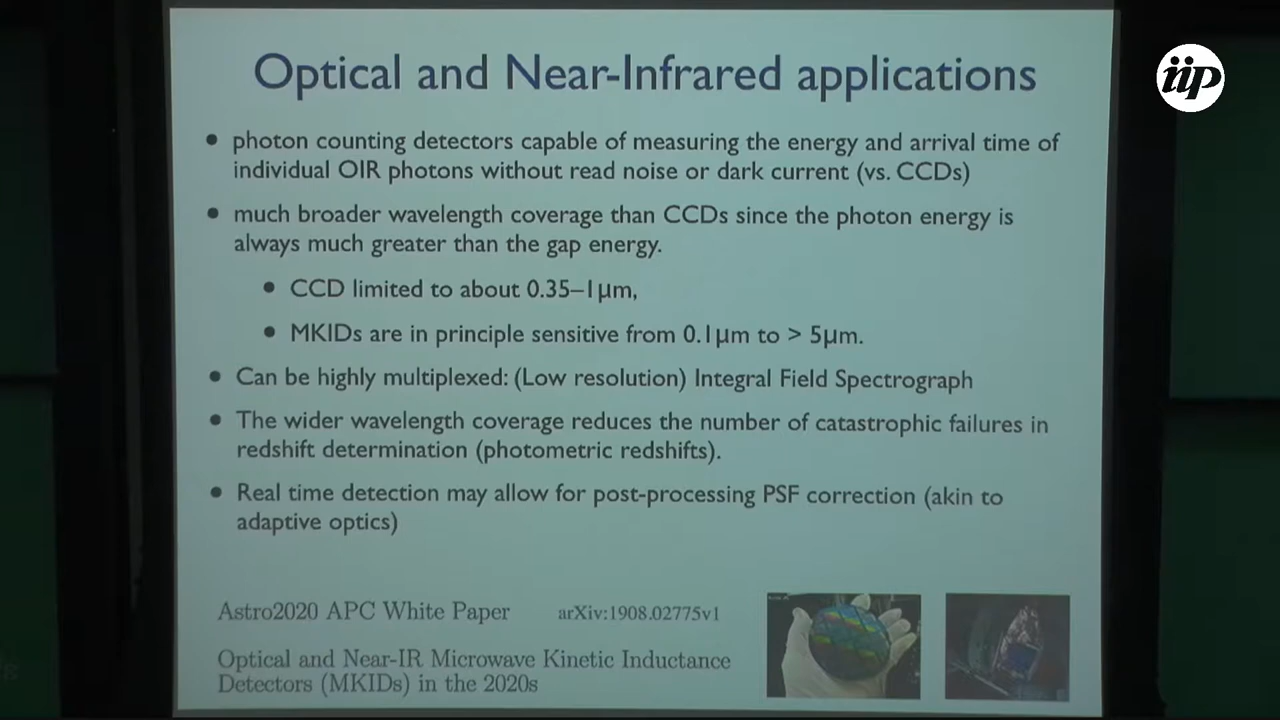 Optical and Near-Infrared applications
iip
• photon counting detectors capable of measuring the energy and arrival time of
individual OIR photons without read noise or dark current (vs. CCDs)
• much broader wavelength coverage than CCDs since the photon energy is
always much greater than the gap energy.
• CCD limited to about 0.35–1μm,
• MKIDs are in principle sensitive from 0.1μm to > 5μm.
• Can be highly multiplexed: (Low resolution) Integral Field Spectrograph
• The wider wavelength coverage reduces the number of catastrophic failures in
redshift determination (photometric redshifts).
• Real time detection may allow for post-processing PSF correction (akin to
adaptive optics)
Astro2020 APC White Paper arXiv:1908.02775v1
Optical and Near-IR Microwave Kinetic Inductance
Detectors (MKIDs) in the 2020s